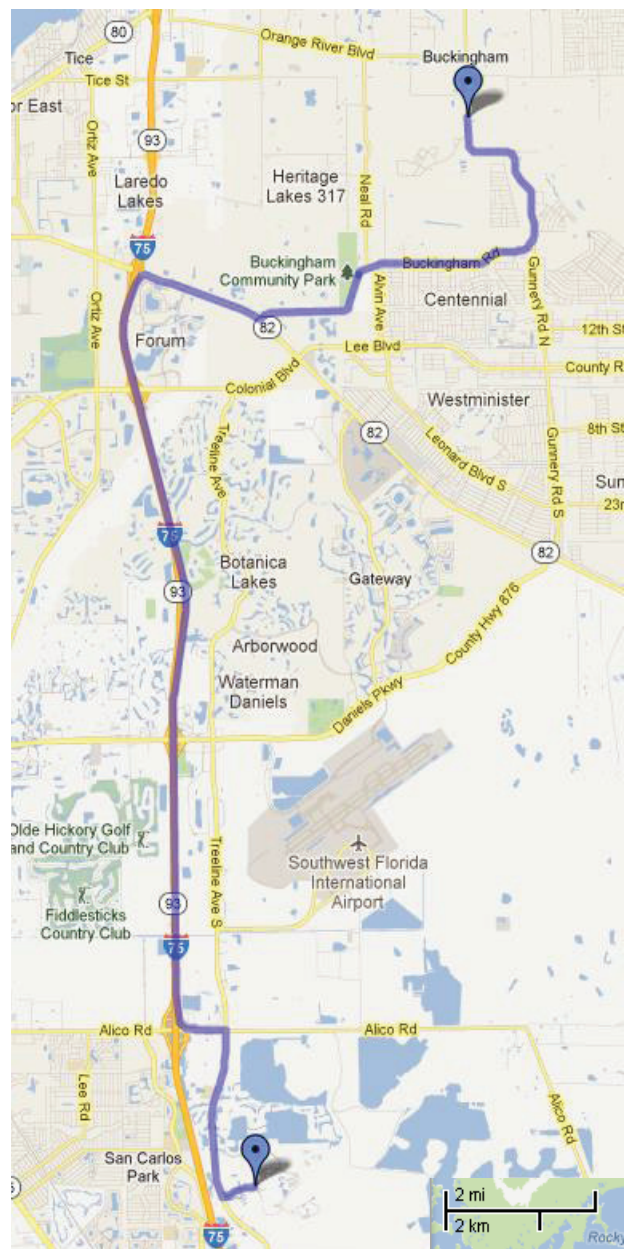 80
Orange River Blvd
Buckingham
Tice
Tice St
or East
Ortiz Ave
93
Laredo
Lakes
Heritage
Lakes 317
Neal Rd
75
Buckingham
Community Park
Buckingham Rd
Alvin Ave
Centennial
Gunnery Rd N
Ortiz Ave
Forum
82
12th St
Lee Blvd
County R
Colonial Blvd
Westminister
Treeline Ave
82
Leonard Blvd S
8th St
Gunnery Rd S
Sun
23r
75
82
Botanica
Lakes
93
Gateway
County Hwy 876
Arborwood
Waterman
Daniels
Daniels Pkwy
Olde Hickory Golf
and Country Club
Treeline Ave S
Southwest Florida
International
Airport
Fiddlesticks
Country Club
93
75
Alico Rd
Alico Rd
Lee Rd
Alico Rd
San Carlos
Park
75
2 mi
2 km
Rocky